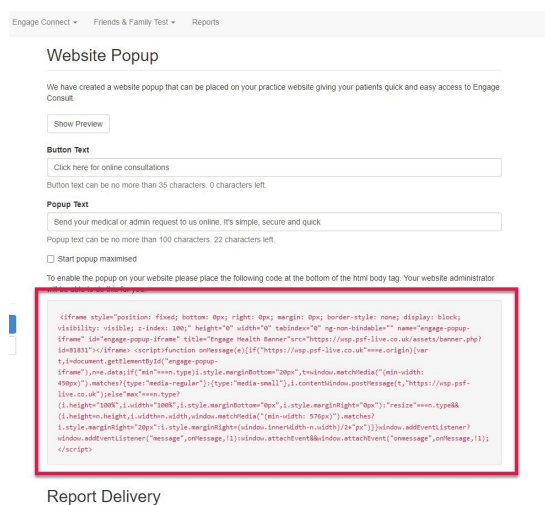 Engage Connect Friends & Family Test Reports
Website Popup
We have created a website popup that can be placed on your practice website giving your patients quick and easy access to Engage
Consult.
Show Preview
Button Text
Click here for online consultations
Button text can be no more than 35 characters. 0 characters left.
Popup Text
Send your medical or admin request to us online. It's simple, secure and quick
Popup text can be no more than 100 characters. 22 characters left.
Start popup maximised
To enable the popup on your website please place the following code at the bottom of the html body tag. Your website administrator
will be able to do this for you.
<iframe style="position: fixed; bottom: 0px; right: 0px; margin: 0px; border-style: none; display: block;
visibility: visible; z-index: 100;" height="0" width="0" tabindex="0" ng-non-bindable="" name="engage-popup-
iframe" id="engage-popup-iframe" title="Engage Health Banner"src="https://wsp.psf-live.co.uk/assets/banner.php?
id=81831"></iframe> <script>function onMessage(e){if("https://wsp.psf-live.co.uk"===e.origin){var
t,i=document.getElementById("engage-popup-
iframe"),n=e.data;if("min"===n.type)i.style.marginBottom="20px",t=window.matchMedia("(min-width:
450px)").matches?{type:"media-regular"}:{type:"media-small"},i.contentWindow.postMessage(t,"https://wsp.psf-
live.co.uk");else"max"===n.type?
(i.height="100%",i.width="100%",i.style.marginBottom="0px",i.style.marginRight="0px"):"resize"===n.type&&
(i.height=n.height,i.width=n.width,window.matchMedia("(min-width: 576px)").matches?
i.style.marginRight="20px":i.style.marginRight=(window.innerWidth-n.width)/2+"px")}}window.addEventListener?
window.addEventListener("message",onMessage,!1):window.attachEvent&&window.attachEvent("onmessage",onMessage,!1);
</script>
Report Delivery